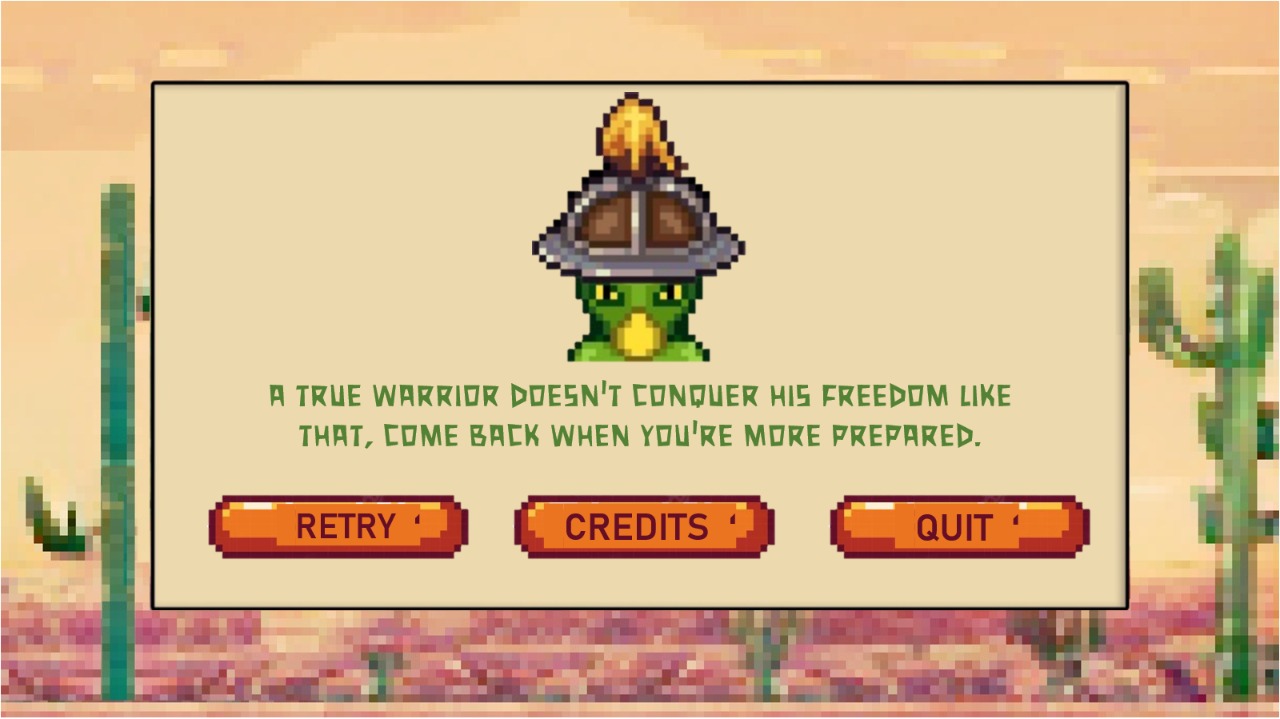 A TRUE WARRIOR DOESN'T CONQUER HIS FREEDOM LIKE
THAT, COME BACK WHEN YOU'RE MORE PREPARED.
RETRY ‘
CREDITS ‘
QUIT ‘